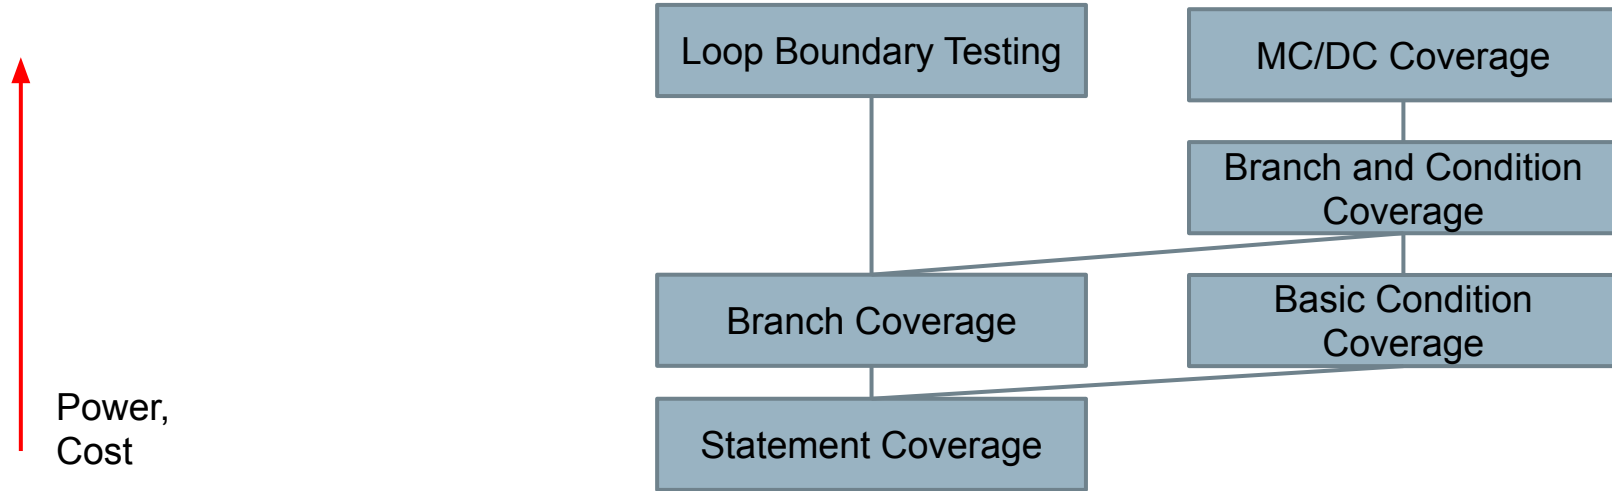 Loop Boundary Testing
MC/DC Coverage
Branch and Condition
Coverage
Branch Coverage
Basic Condition
Coverage
Power,
Cost
Statement Coverage